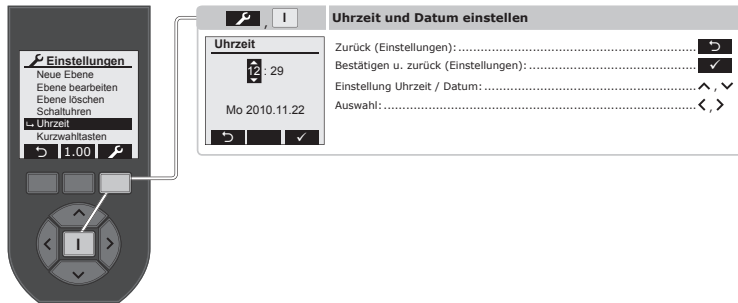 Einstellungen
Neue Ebene
Ebene bearbeiten
Ebene löschen
Schaltuhren
Uhrzeit
Kurzwahltasten
1.00
I
, I
Uhrzeit und Datum einstellen
Uhrzeit
12 : 29
Mo 2010.11.22
Zurück (Einstellungen):
Bestätigen u. zurück (Einstellungen):
Einstellung Uhrzeit / Datum: ,
Auswahl: ,